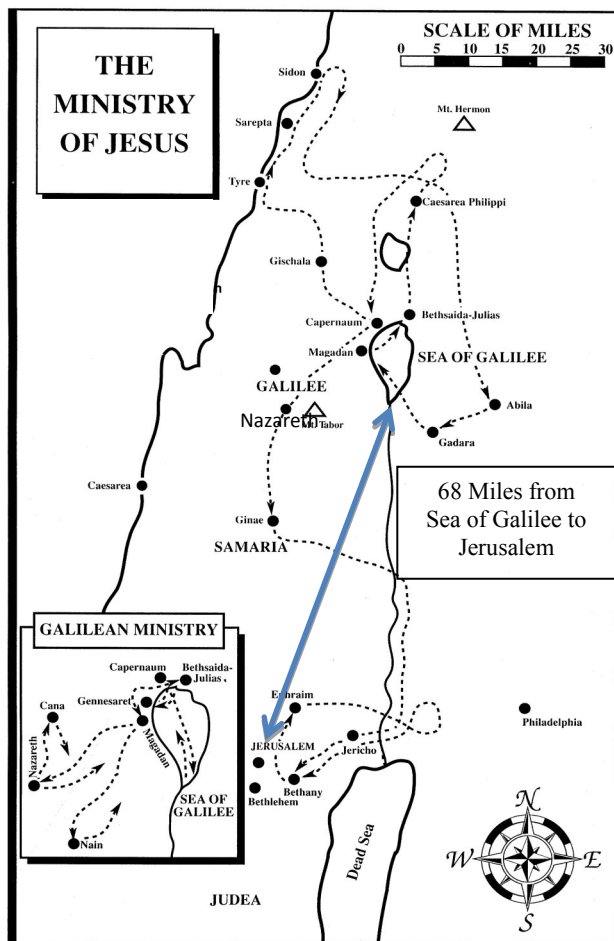 THE
MINISTRY
OF JESUS
SCALE OF MILES
0 5 10 15 20 25 30
Sidon
Mt. Hermon
Sarepta
Tyre
Caesarea Philippi
Gischala
Capernaum
Bethsaida-Julias
Magadan
SEA OF GALILEE
GALILEE
Abila
Nazareth
Mt. Tabor
Gadara
Caesarea
68 Miles from
Sea of Galilee to
Jerusalem
Ginae
SAMARIA
GALILEAN MINISTRY
Capernaum
Bethsaida-
Julias
Cana
Gennesaret
Magadan
Nazareth
SEA OF
GALILEE
Nain
Ephraim
Philadelphia
JERUSALEM
Jericho
Bethany
Bethlehem
Dead Sea
JUDEA
N
W
E
S